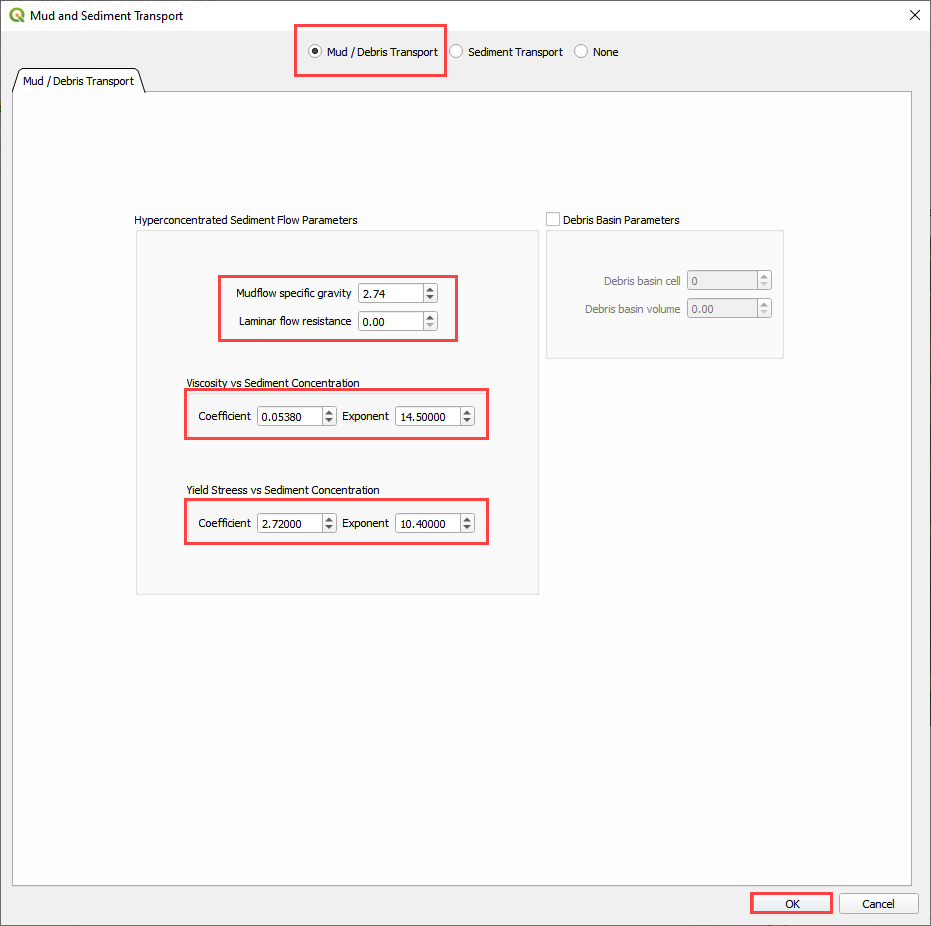 Mud and Sediment Transport
Mud / Debris Transport Sediment Transport None
Mud / Debris Transport
Hyperconcentrated Sediment Flow Parameters
Mudflow specific gravity 2.74
Laminar flow resistance 0.00
Viscosity vs Sediment Concentration
Coefficient 0.05380 Exponent 14.50000
Yield Streess vs Sediment Concentration
Coefficient 2.72000 Exponent 10.40000
Debris Basin Parameters
Debris basin cell 0
Debris basin volume 0.00
OK Cancel